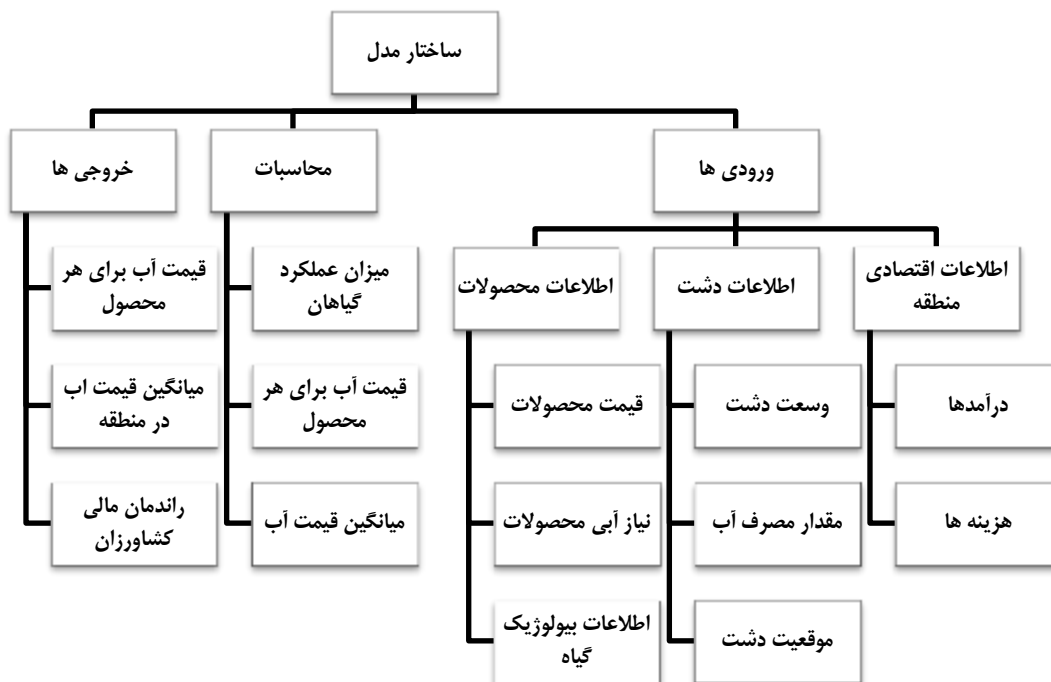 ساختار مدل
ورودی ها
محاسبات
خروجی ها
اطلاعات اقتصادی
منطقه
اطلاعات دشت
اطلاعات محصولات
میزان عملکرد
گیاهان
قیمت آب برای هر
محصول
درآمدها
وسعت دشت
قیمت محصولات
قیمت آب برای هر
محصول
میانگین قیمت اب
در منطقه
هزینه ها
مقدار مصرف آب
نیاز آبی محصولات
میانگین قیمت آب
راندمان مالی
کشاورزان
موقعیت دشت
اطلاعات بیولوژیک
گیاه